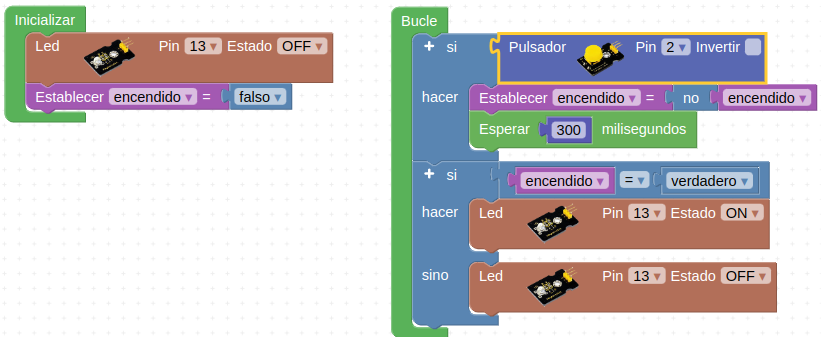 Inicializar
Led Pin 13 Estado OFF
Establecer encendido = falso
Bucle
+ si Pulsador Pin 2 Invertir
hacer Establecer encendido = no encendido
Esperar 300 milisegundos
+ si encendido = verdadero
hacer Led Pin 13 Estado ON
sino Led Pin 13 Estado OFF